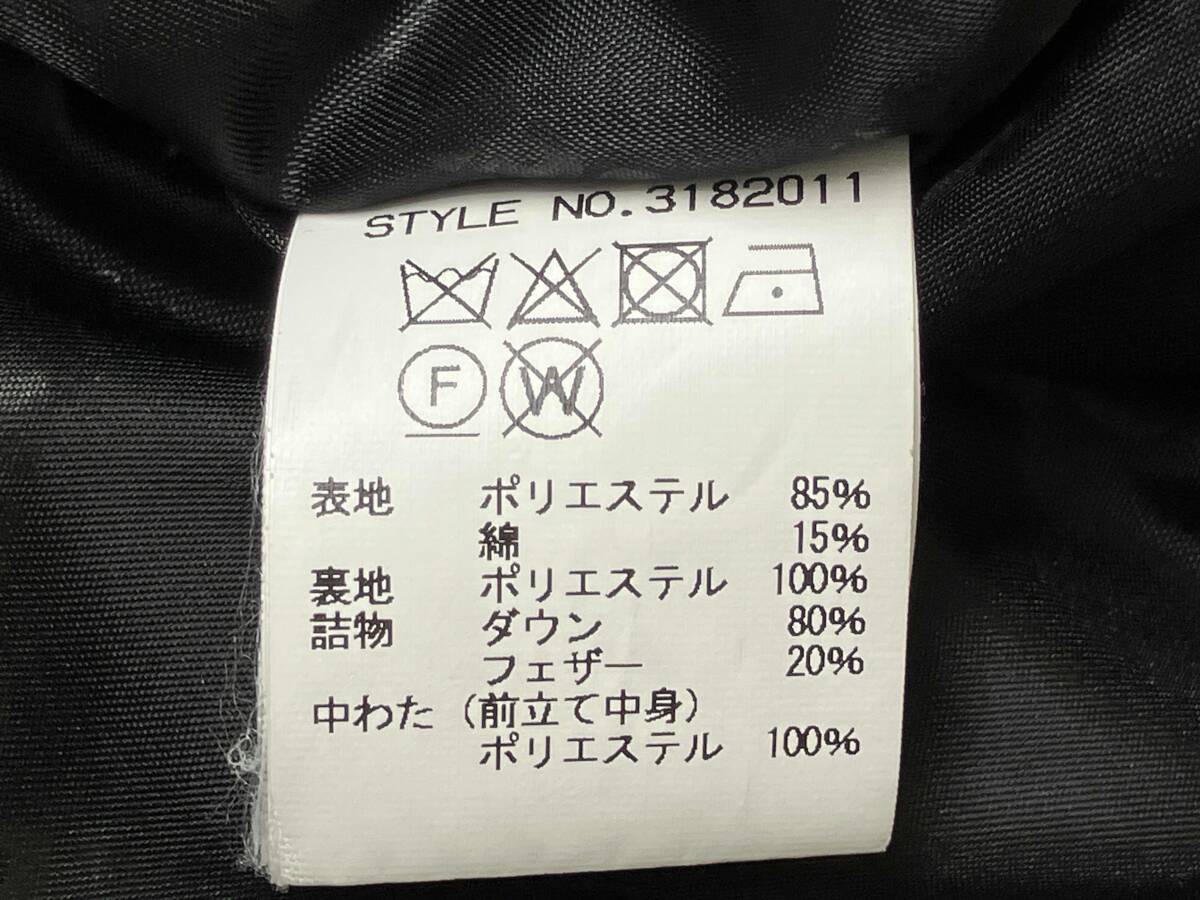 STYLE NO.3182011
F W
表地 ポリエステル 85%
綿 15%
裏地 ポリエステル 100%
詰物 ダウン 80%
フェザー 20%
中わた (前立て中身)
ポリエステル 100%